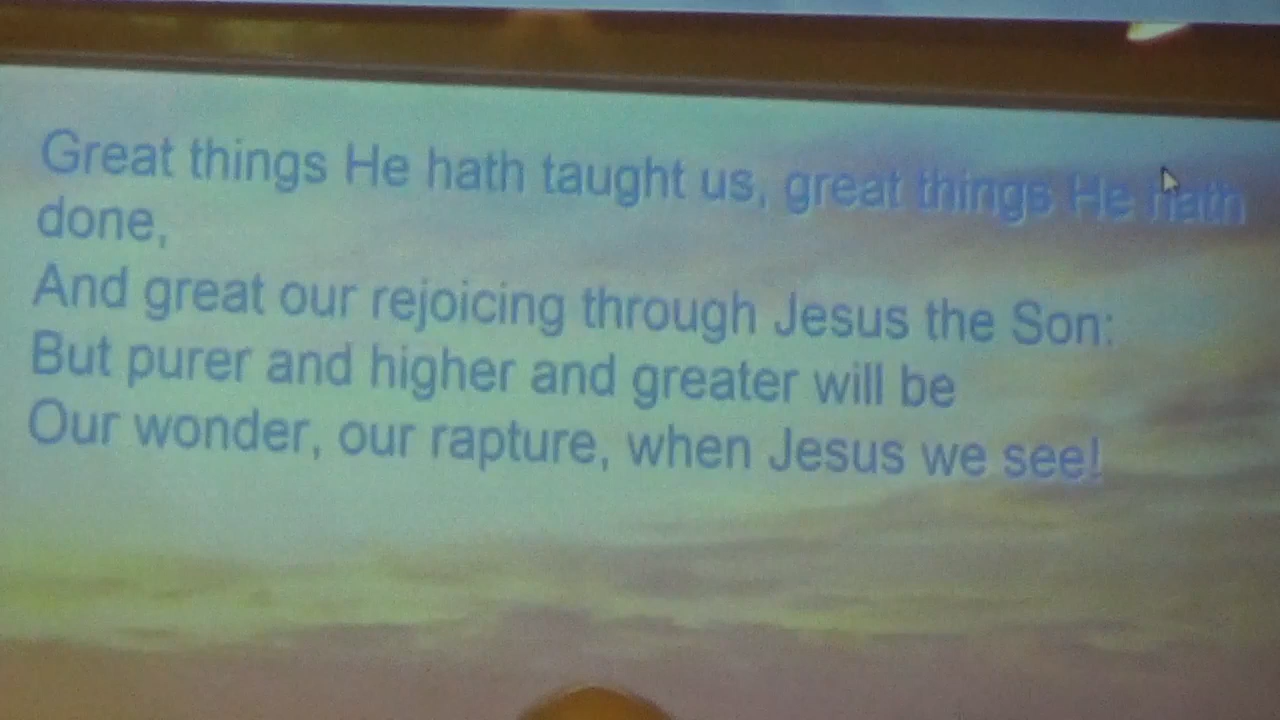 Great things He hath taught us, great things He hath
done,
And great our rejoicing through Jesus the Son:
But purer and higher and greater will be
Our wonder, our rapture, when Jesus we see!